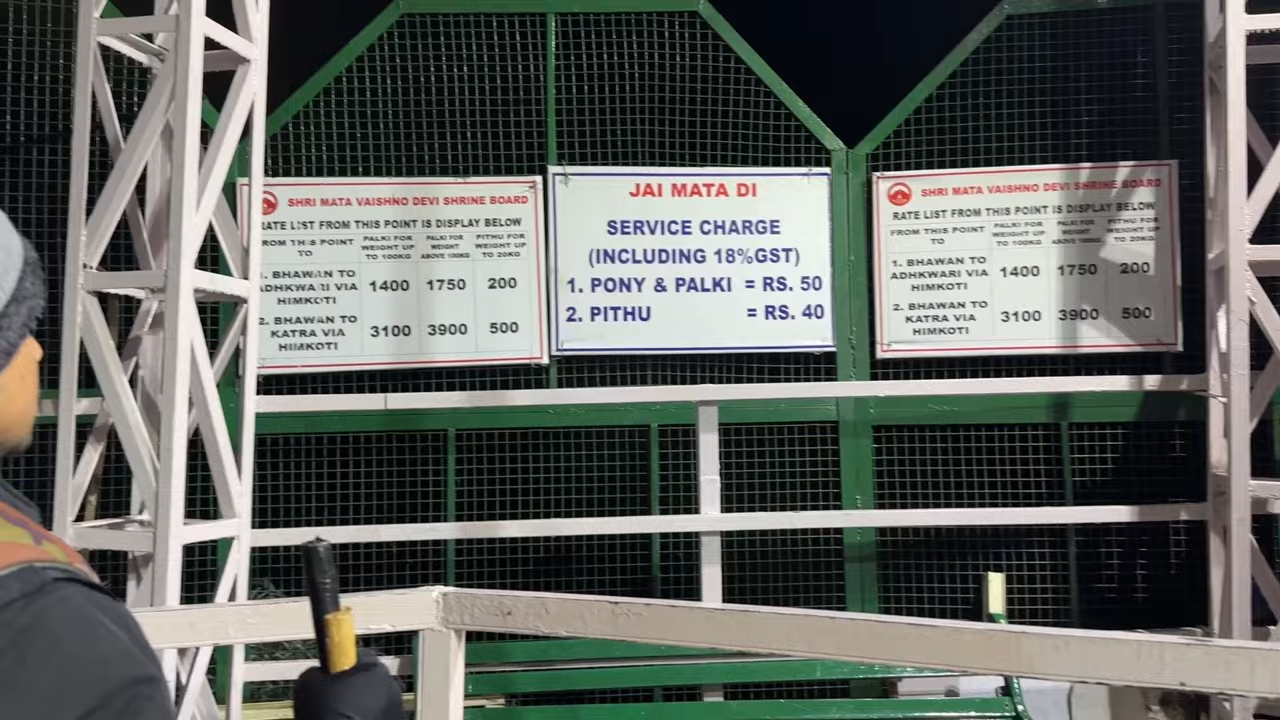 SHRI MATA VAISHNO DEVI SHRINE BOARD
RATE LIST FROM THIS POINT IS DISPLAY BELOW
FROM THIS POINT TO
PALKI FOR WEIGHT UP TO 100KG
PALKI FOR WEIGHT ABOVE 100KG
PITHU FOR WEIGHT UP TO 20KG
1. BHAWAN TO ADHKWARI VIA HIMKOTI 1400 1750 200
2. BHAWAN TO KATRA VIA HIMKOTI 3100 3900 500
JAI MATA DI
SERVICE CHARGE
(INCLUDING 18%GST)
1. PONY & PALKI = RS. 50
2. PITHU = RS. 40
SHRI MATA VAISHNO DEVI SHRINE BOARD
RATE LIST FROM THIS POINT IS DISPLAY BELOW
FROM THIS POINT TO
PALKI FOR WEIGHT UP TO 100KG
PALKI FOR WEIGHT ABOVE 100KG
PITHU FOR WEIGHT UP TO 20KG
1. BHAWAN TO ADHKWARI VIA HIMKOTI 1400 1750 200
2. BHAWAN TO KATRA VIA HIMKOTI 3100 3900 500